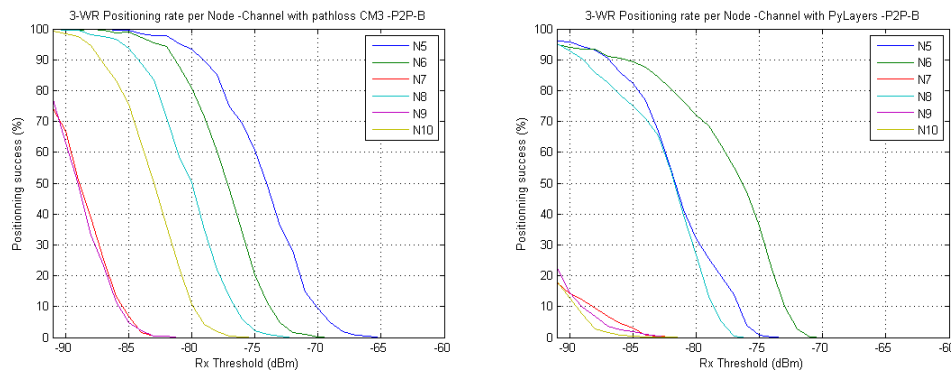 3-WR Positioning rate per Node -Channel with pathloss CM3 -P2P-B
Positionning success (%)
100
90
80
70
60
50
40
30
20
10
0
-90
-85
-80
-75
-70
-65
-60
Rx Threshold (dBm)
N5
N6
N7
N8
N9
N10
3-WR Positioning rate per Node -Channel with PyLayers -P2P-B
Positionning success (%)
100
90
80
70
60
50
40
30
20
10
0
-90
-85
-80
-75
-70
-65
-60
Rx Threshold (dBm)
N5
N6
N7
N8
N9
N10